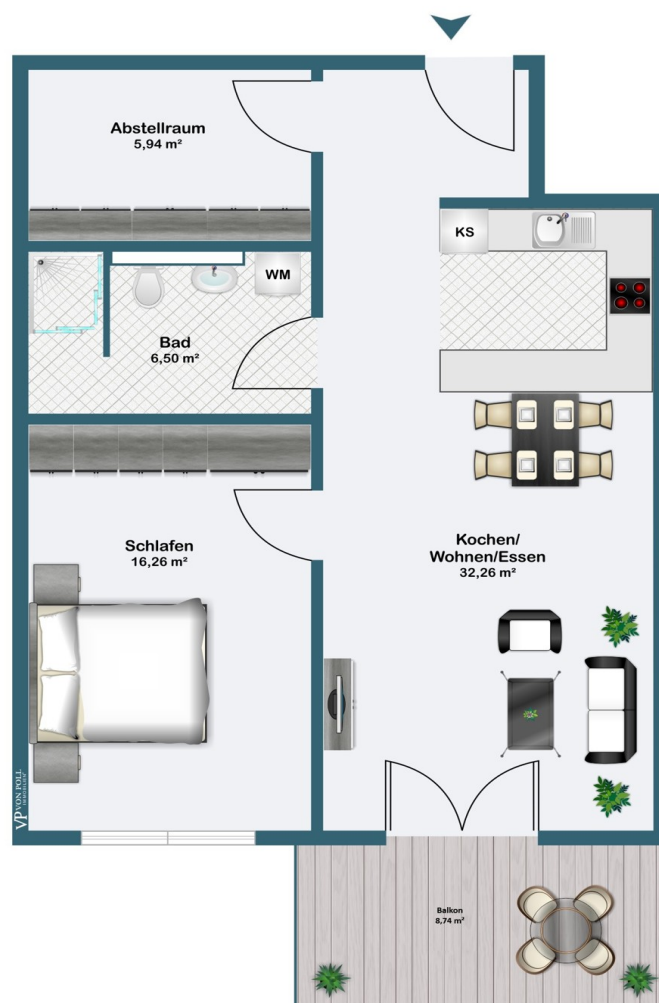 Abstellraum
5,94 m²
KS
WM
Bad
6,50 m²
Schlafen
16,26 m²
Kochen/
Wohnen/Essen
32,26 m²
VP VON POLL
IMMOBILIEN
Balkon
8,74 m²